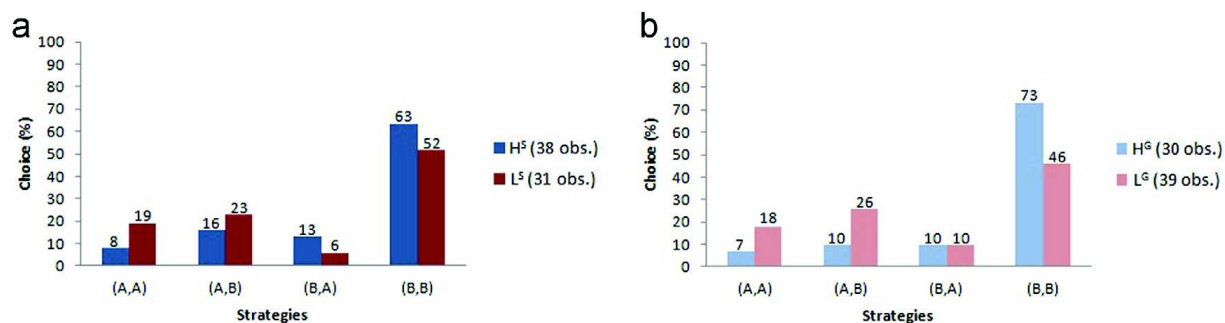 a
100
90
80
70
60
50
40
30
20
10
0
Choice (%)
8
19
16
23
13
6
63
52
(A,A)
(A,B)
(B,A)
(B,B)
Strategies
Hˢ (38 obs.)
Lˢ (31 obs.)
b
100
90
80
70
60
50
40
30
20
10
0
Choice (%)
7
18
10
26
10
10
73
46
(A,A)
(A,B)
(B,A)
(B,B)
Strategies
Hᴳ (30 obs.)
Lᴳ (39 obs.)